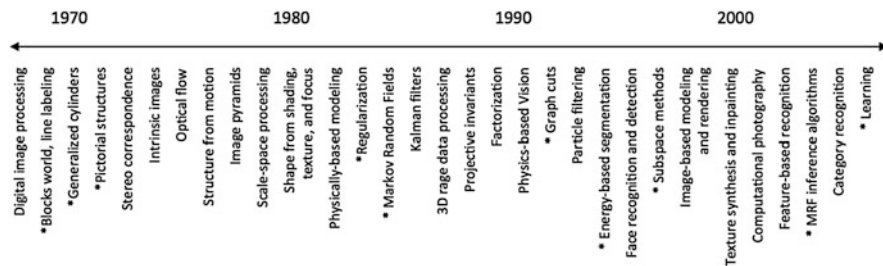 1970 1980 1990 2000
Digital image processing
*Blocks world, line labeling
*Generalized cylinders
*Pictorial structures
Stereo correspondence
Intrinsic images
Optical flow
Structure from motion
Image pyramids
Scale-space processing
Shape from shading,
texture, and focus
Physically-based modeling
*Regularization
* Markov Random Fields
Kalman filters
3D rage data processing
Projective invariants
Factorization
Physics-based Vision
* Graph cuts
Particle filtering
* Energy-based segmentation
Face recognition and detection
* Subspace methods
Image-based modeling
and rendering
Texture synthesis and inpainting
Computational photography
Feature-based recognition
* MRF inference algorithms
Category recognition
* Learning